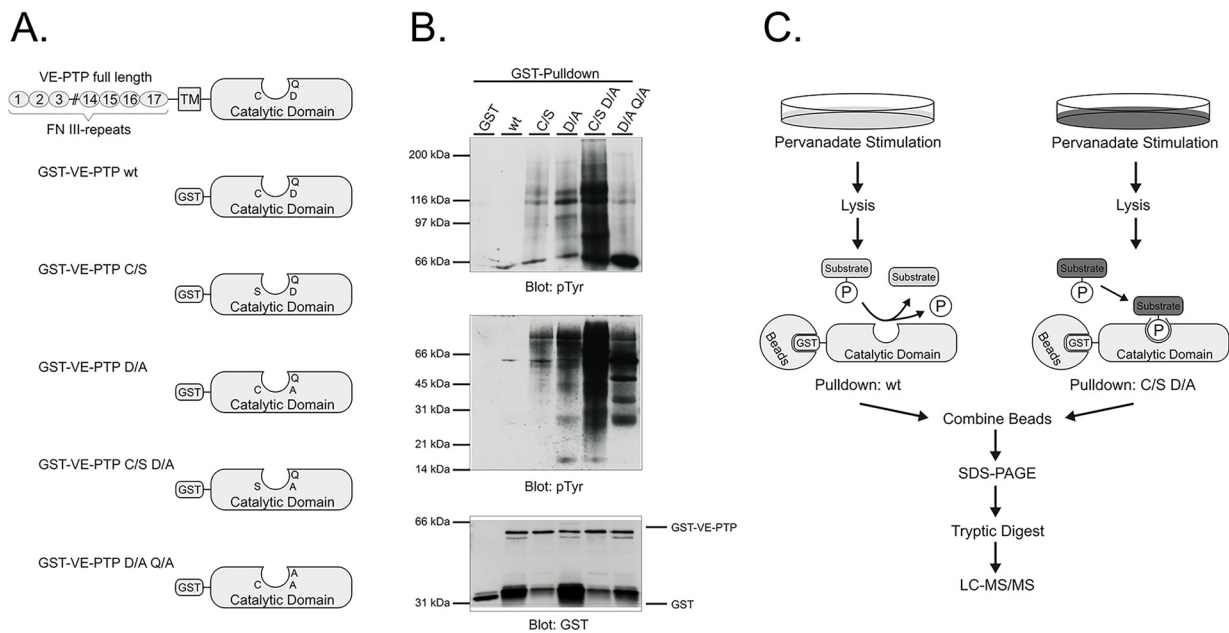 A.
VE-PTP full length
1 2 3 // 14 15 16 17 TM C Q D
Catalytic Domain
FN III-repeats
GST-VE-PTP wt
GST C Q D
Catalytic Domain
GST-VE-PTP C/S
GST S Q D
Catalytic Domain
GST-VE-PTP D/A
GST C Q A
Catalytic Domain
GST-VE-PTP C/S D/A
GST S Q A
Catalytic Domain
GST-VE-PTP D/A Q/A
GST C A A
Catalytic Domain
B.
GST-Pulldown
GST wt C/S D/A C/S D/A D/A Q/A
200 kDa
116 kDa
97 kDa
66 kDa
Blot: pTyr
66 kDa
45 kDa
31 kDa
21 kDa
14 kDa
Blot: pTyr
66 kDa
GST-VE-PTP
31 kDa
GST
Blot: GST
C.
Pervanadate Stimulation
Lysis
Substrate
P
Substrate
P
Beads
GST
Catalytic Domain
Pulldown: wt
Pervanadate Stimulation
Lysis
Substrate
P
Substrate
P
Beads
GST
Catalytic Domain
Pulldown: C/S D/A
Combine Beads
SDS-PAGE
Tryptic Digest
LC-MS/MS